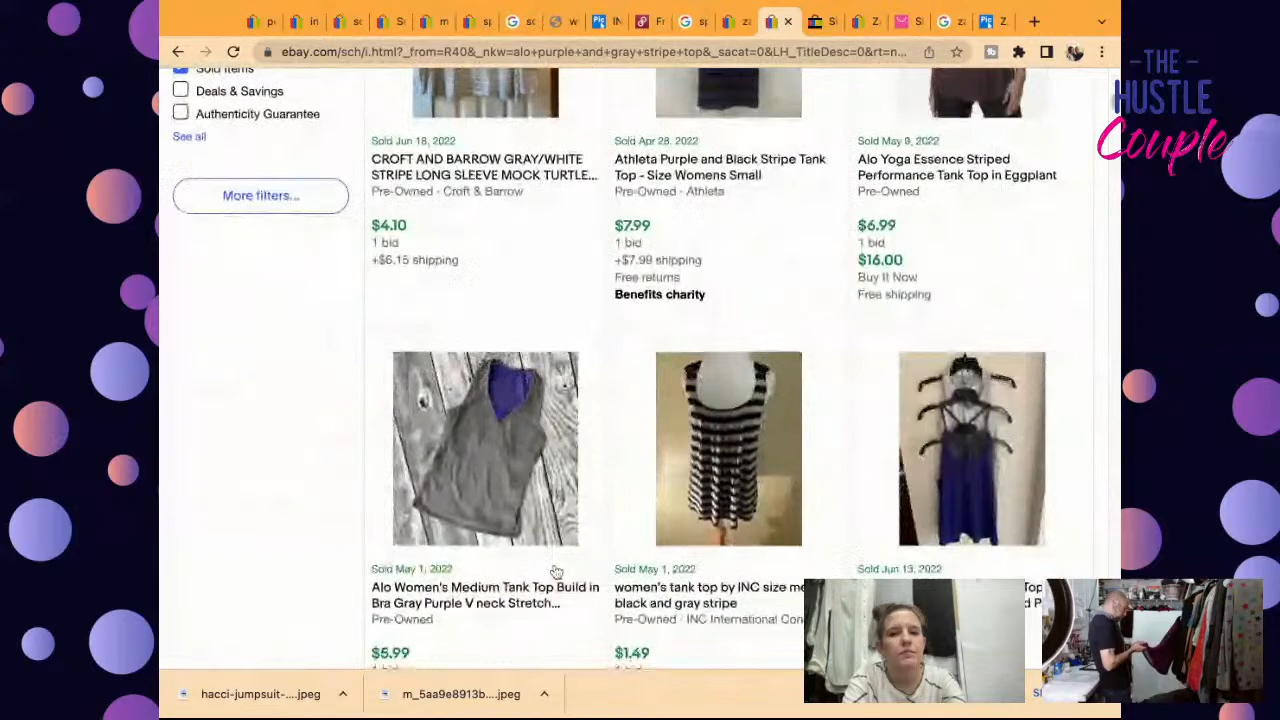 - THE -
HUSTLE
Couple
ebay.com/sch/i.html?_from=R40&_nkw=alo+purple+and+gray+stripe+top&_sacat=0&LH_TitleDesc=0&rt=n...
Sold Items
Deals & Savings
Authenticity Guarantee
See all
More filters...
Sold Jun 18, 2022
CROFT AND BARROW GRAY/WHITE
STRIPE LONG SLEEVE MOCK TURTLE...
Pre-Owned · Croft & Barrow
$4.10
1 bid
+$6.15 shipping
Sold Apr 28, 2022
Athleta Purple and Black Stripe Tank
Top - Size Womens Small
Pre-Owned · Athleta
$7.99
1 bid
+$7.99 shipping
Free returns
Benefits charity
Sold May 9, 2022
Alo Yoga Essence Striped
Performance Tank Top in Eggplant
Pre-Owned
$6.99
1 bid
$16.00
Buy It Now
Free shipping
Sold May 1, 2022
Alo Women's Medium Tank Top Build in
Bra Gray Purple V neck Stretch...
Pre-Owned
$5.99
1 bid
Sold May 1, 2022
women's tank top by INC size me
black and gray stripe
Pre-Owned · INC International Con
$1.49
Sold Jun 13, 2022
Top
d P
hacci-jumpsuit-....jpeg
m_5aa9e8913b....jpeg